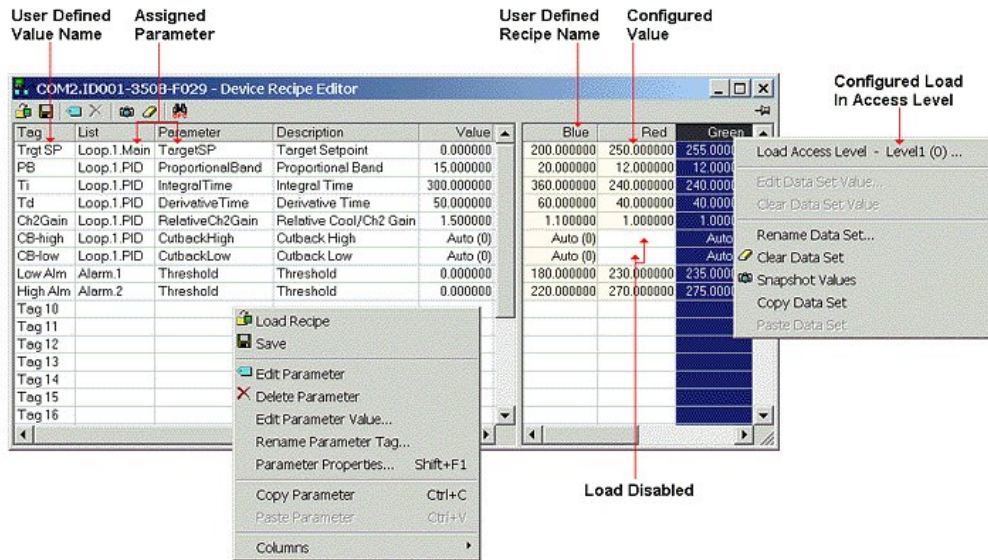 User Defined Value Name
Assigned Parameter
User Defined Recipe Name
Configured Value
Configured Load In Access Level
COM2.ID001-3508-F029 - Device Recipe Editor
Tag List Parameter Description Value Blue Red Green
Trgt SP Loop.1.Main TargetSP Target Setpoint 0.000000 200.000000 250.000000 255.0000
PB Loop.1.PID ProportionalBand Proportional Band 15.000000 20.000000 12.000000 12.0000
Ti Loop.1.PID IntegralTime Integral Time 300.000000 360.000000 240.000000 240.0000
Td Loop.1.PID DerivativeTime Derivative Time 50.000000 60.000000 40.000000 40.0000
Ch2Gain Loop.1.PID RelativeCh2Gain Relative Cool/Ch2 Gain 1.500000 1.100000 1.000000 1.0000
CB-high Loop.1.PID CutbackHigh Cutback High Auto (0) Auto (0) Auto
CB-low Loop.1.PID CutbackLow Cutback Low Auto (0) Auto (0) Auto
Low Alm Alarm.1 Threshold Threshold 0.000000 180.000000 230.000000 235.0000
High Alm Alarm.2 Threshold Threshold 0.000000 220.000000 270.000000 275.0000
Tag 10
Tag 11
Tag 12
Tag 13
Tag 14
Tag 15
Tag 16
Load Recipe
Save
Edit Parameter
Delete Parameter
Edit Parameter Value...
Rename Parameter Tag...
Parameter Properties... Shift+F1
Copy Parameter Ctrl+C
Paste Parameter Ctrl+V
Columns
Load Access Level - Level1 (0) ...
Edit Data Set Value...
Clear Data Set Value
Rename Data Set...
Clear Data Set
Snapshot Values
Copy Data Set
Paste Data Set
Load Disabled